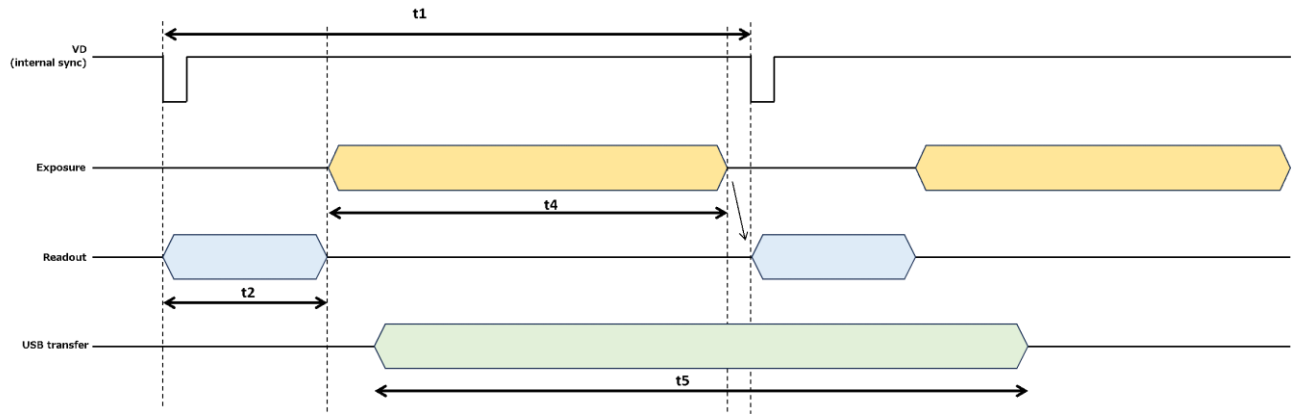 t1
VD
(internal sync)
Exposure
t4
Readout
t2
USB transfer
t5